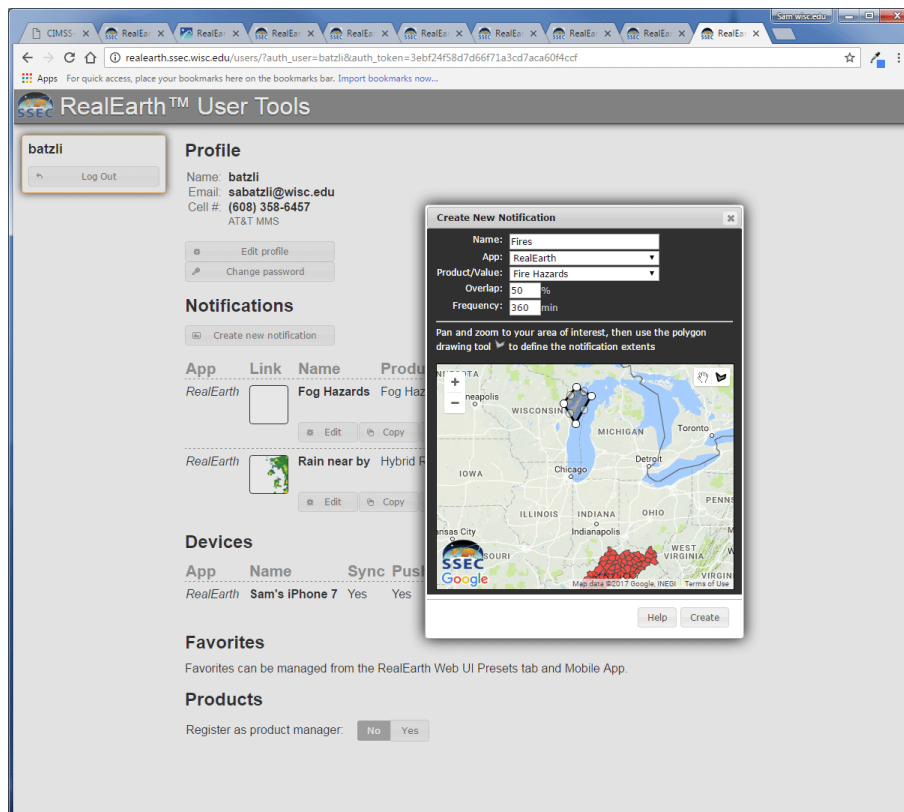 Sam wisc.edu
CIMSS-
RealEar
RealEar
RealEar
RealEar
RealEar
RealEar
RealEar
RealEar
RealEar
realearth.ssec.wisc.edu/users/?auth_user=batzli&auth_token=3ebf24f58d7d66f71a3cd7aca60f4ccf
Apps For quick access, place your bookmarks here on the bookmarks bar. Import bookmarks now...
SSEC RealEarth™ User Tools
batzli
Log Out
Profile
Name: batzli
Email: sabatzli@wisc.edu
Cell #: (608) 358-6457
AT&T MMS
Edit profile
Change password
Notifications
Create new notification
App Link Name Produ
RealEarth Fog Hazards Fog Haz
Edit Copy
RealEarth Rain near by Hybrid R
Edit Copy
Devices
App Name Sync Push
RealEarth Sam's iPhone 7 Yes Yes
Favorites
Favorites can be managed from the RealEarth Web UI Presets tab and Mobile App.
Products
Register as product manager: No Yes
Create New Notification
Name: Fires
App: RealEarth
Product/Value: Fire Hazards
Overlap: 50 %
Frequency: 360 min
Pan and zoom to your area of interest, then use the polygon
drawing tool to define the notification extents
+
−
neapolis
WISCONSIN
MICHIGAN
Toronto
Detroit
Chicago
IOWA
PENNS
ILLINOIS INDIANA OHIO
Indianapolis
nsas City
SOURI
WEST
VIRGINIA
VIRGIN
SSEC
Google
Map data ©2017 Google, INEGI Terms of Use
Help Create